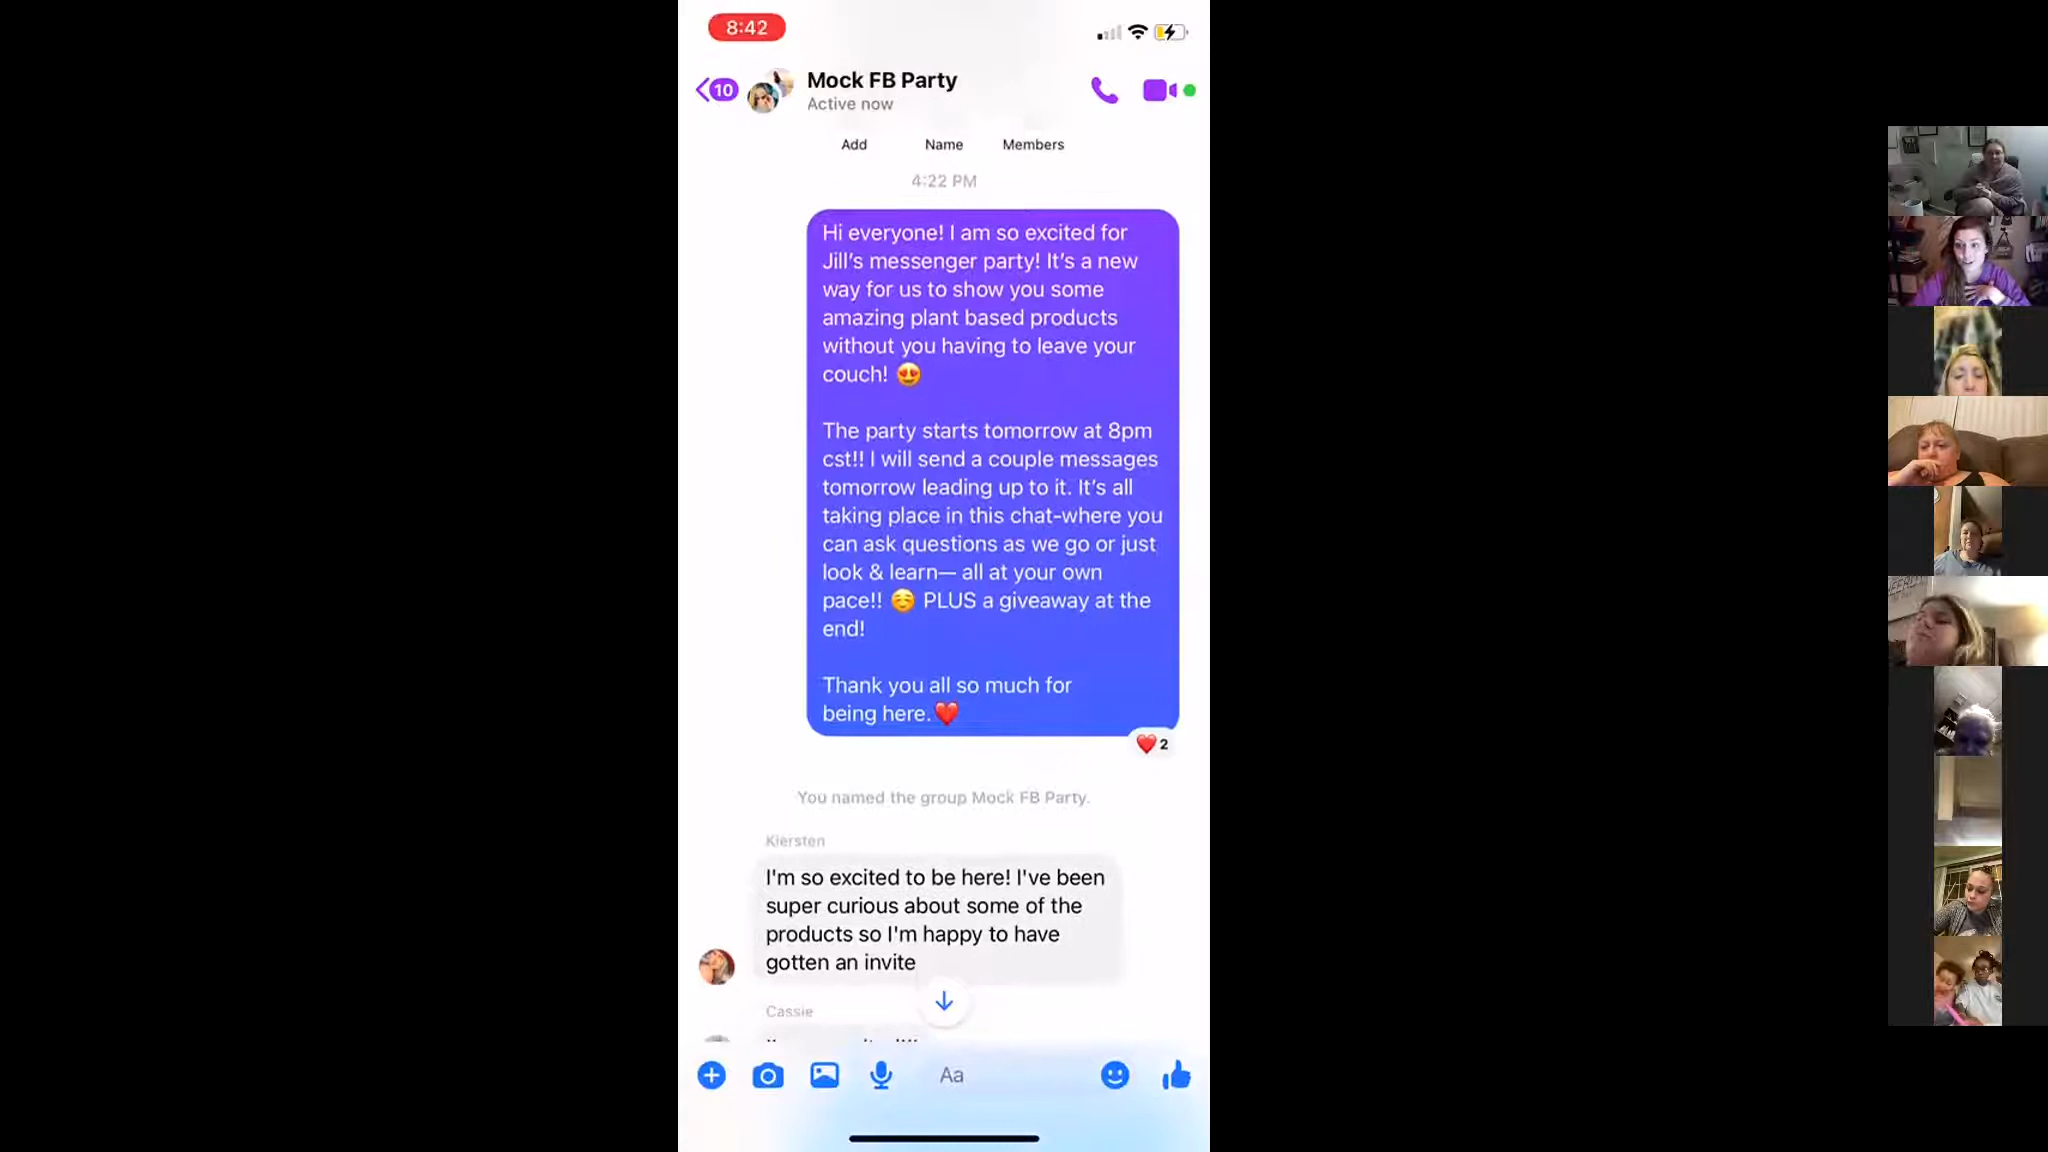 8:42
10
Mock FB Party
Active now
Add Name Members
4:22 PM
Hi everyone! I am so excited for
Jill's messenger party! It's a new
way for us to show you some
amazing plant based products
without you having to leave your
couch! 😍
The party starts tomorrow at 8pm
cst!! I will send a couple messages
tomorrow leading up to it. It's all
taking place in this chat-where you
can ask questions as we go or just
look & learn— all at your own
pace!! ☺️ PLUS a giveaway at the
end!
Thank you all so much for
being here.❤️
❤️ 2
You named the group Mock FB Party.
Kiersten
I'm so excited to be here! I've been
super curious about some of the
products so I'm happy to have
gotten an invite
Cassie
Aa